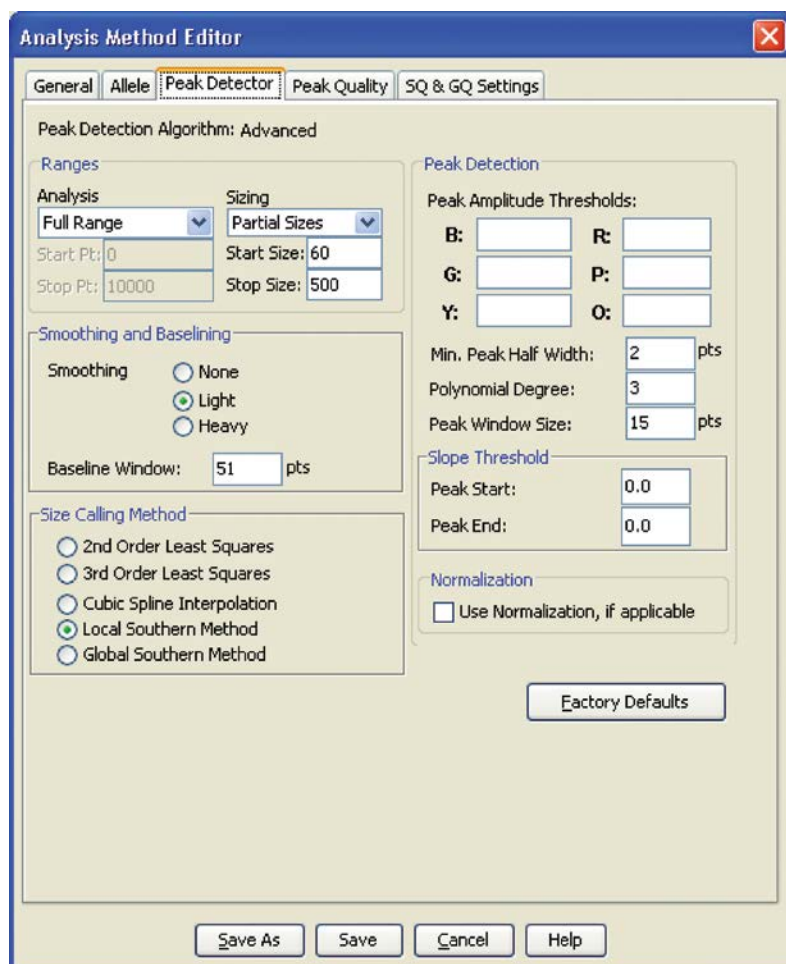 Analysis Method Editor
General Allele Peak Detector Peak Quality SQ & GQ Settings
Peak Detection Algorithm: Advanced
Ranges
Analysis Sizing
Full Range Partial Sizes
Start Pt: 0 Start Size: 60
Stop Pt: 10000 Stop Size: 500
Smoothing and Baselining
Smoothing None
Light
Heavy
Baseline Window: 51 pts
Size Calling Method
2nd Order Least Squares
3rd Order Least Squares
Cubic Spline Interpolation
Local Southern Method
Global Southern Method
Peak Detection
Peak Amplitude Thresholds:
B: R:
G: P:
Y: O:
Min. Peak Half Width: 2 pts
Polynomial Degree: 3
Peak Window Size: 15 pts
Slope Threshold
Peak Start: 0.0
Peak End: 0.0
Normalization
Use Normalization, if applicable
Factory Defaults
Save As Save Cancel Help